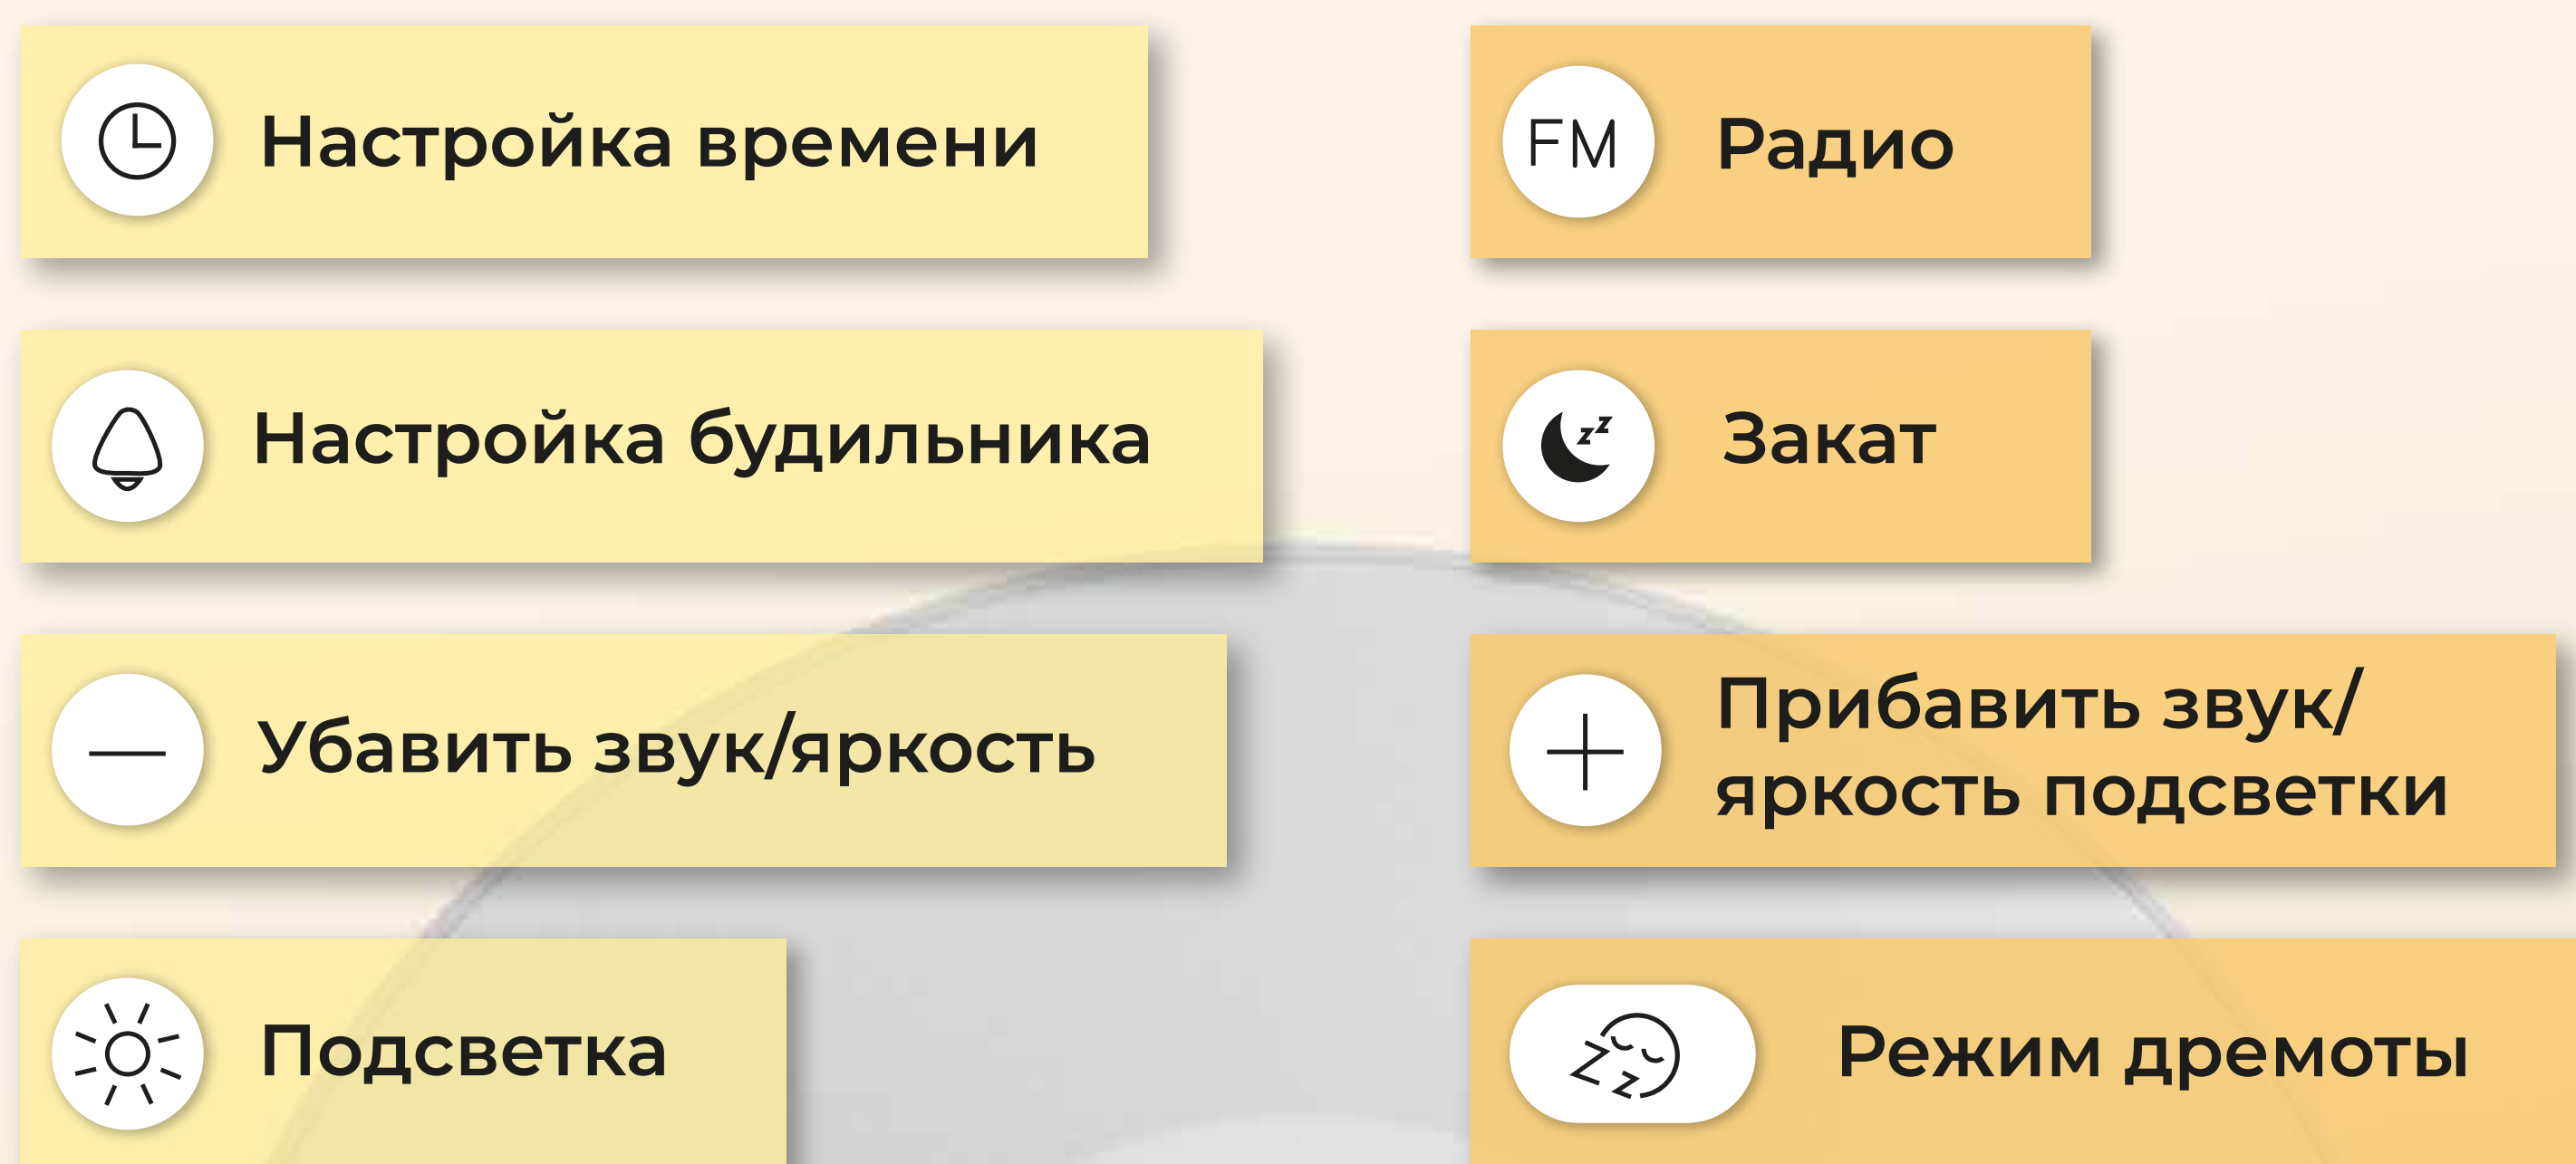 Настройка времени
FM Радио
Настройка будильника
Закат
Убавить звук/яркость
Прибавить звук/
яркость подсветки
Подсветка
Режим дремоты